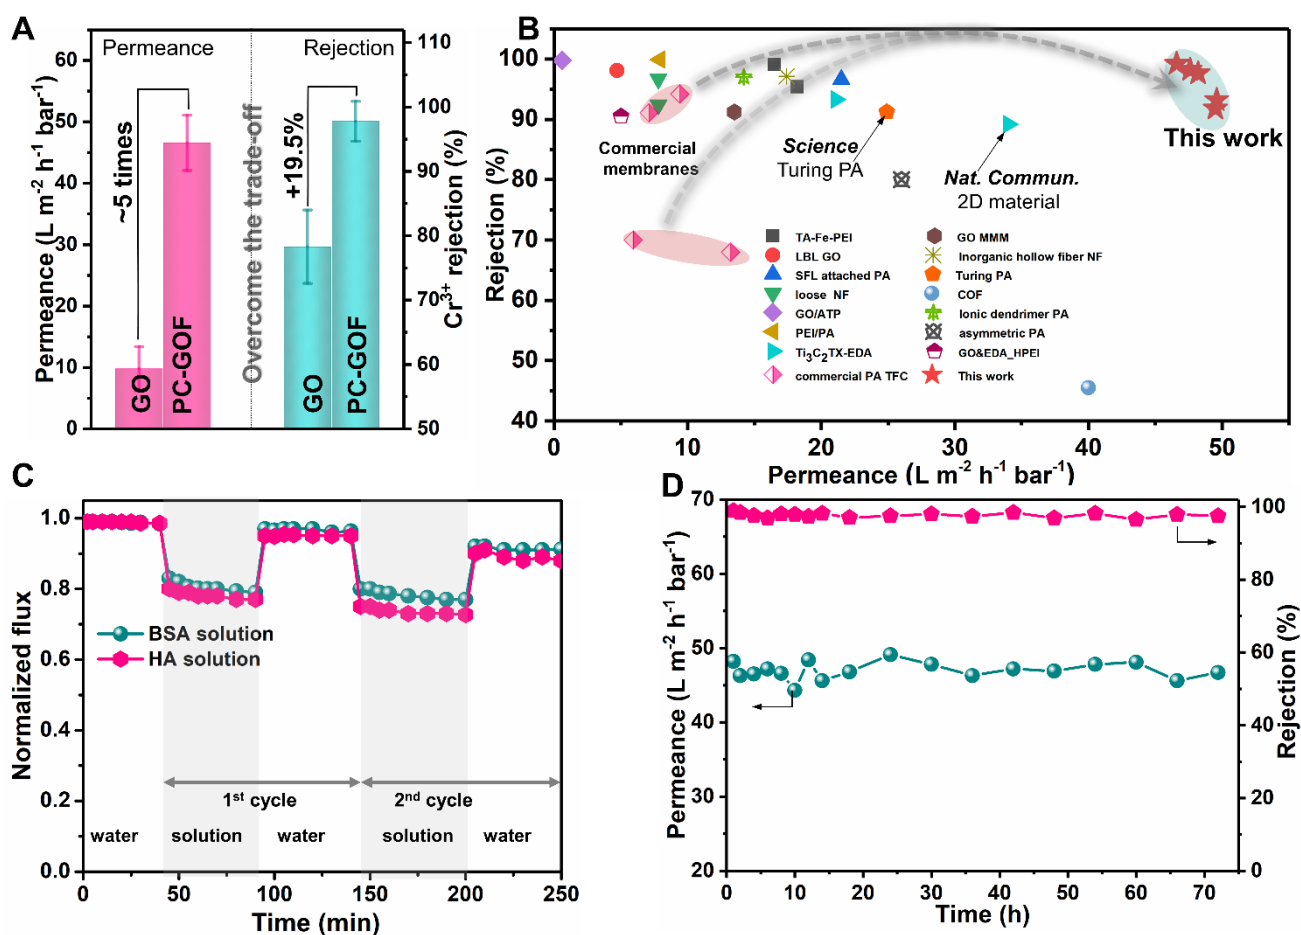 A
Permeance
Rejection
Permeance (L m⁻² h⁻¹ bar⁻¹)
60
50
40
30
20
10
0
~5 times
GO
PC-GOF
Overcome the trade-off
+19.5%
GO
PC-GOF
110
100
90
80
70
60
50
Cr³⁺ rejection (%)
B
Rejection (%)
100
90
80
70
60
50
40
0
10
20
30
40
50
Permeance (L m⁻² h⁻¹ bar⁻¹)
Commercial
membranes
Science
Turing PA
Nat. Commun.
2D material
This work
TA-Fe-PEI
LBL GO
SFL attached PA
loose NF
GO/ATP
PEI/PA
Ti₃C₂TX-EDA
commercial PA TFC
GO MMM
Inorganic hollow fiber NF
Turing PA
COF
Ionic dendrimer PA
asymmetric PA
GO&EDA_HPEI
This work
C
Normalized flux
1.0
0.8
0.6
0.4
0.2
0.0
BSA solution
HA solution
1ˢᵗ cycle
2ⁿᵈ cycle
water
solution
water
solution
water
0
50
100
150
200
250
Time (min)
D
Permeance (L m⁻² h⁻¹ bar⁻¹)
70
60
50
40
30
20
0
10
20
30
40
50
60
70
Time (h)
100
80
60
40
20
0
Rejection (%)